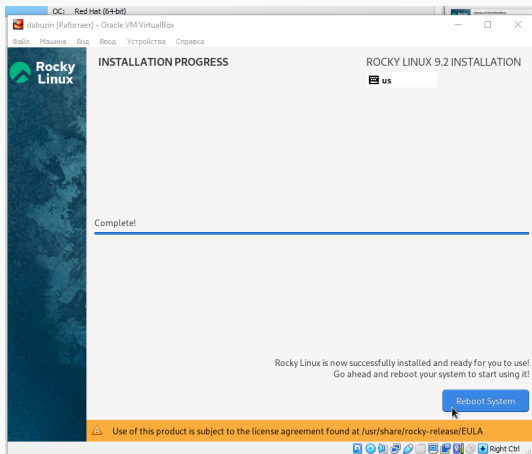 ОС: Red Hat (64-bit)
dabuzin [Работает] - Oracle VM VirtualBox
Файл Машина Вид Ввод Устройства Справка
Rocky
Linux
INSTALLATION PROGRESS
ROCKY LINUX 9.2 INSTALLATION
us
Complete!
Rocky Linux is now successfully installed and ready for you to use!
Go ahead and reboot your system to start using it!
Reboot System
Use of this product is subject to the license agreement found at /usr/share/rocky-release/EULA
Right Ctrl